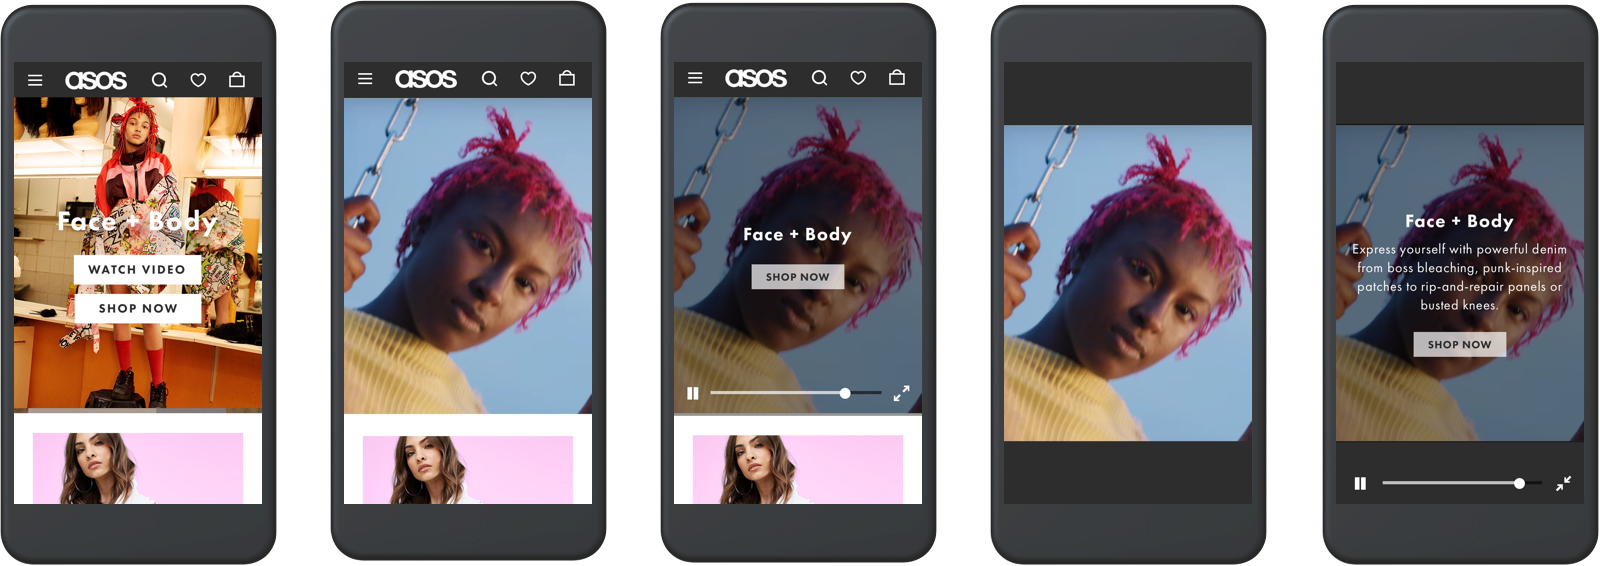 asos
Face + Body
WATCH VIDEO
SHOP NOW
asos
asos
Face + Body
SHOP NOW
Face + Body
Express yourself with powerful denim
from boss bleaching, punk-inspired
patches to rip-and-repair panels or
busted knees.
SHOP NOW